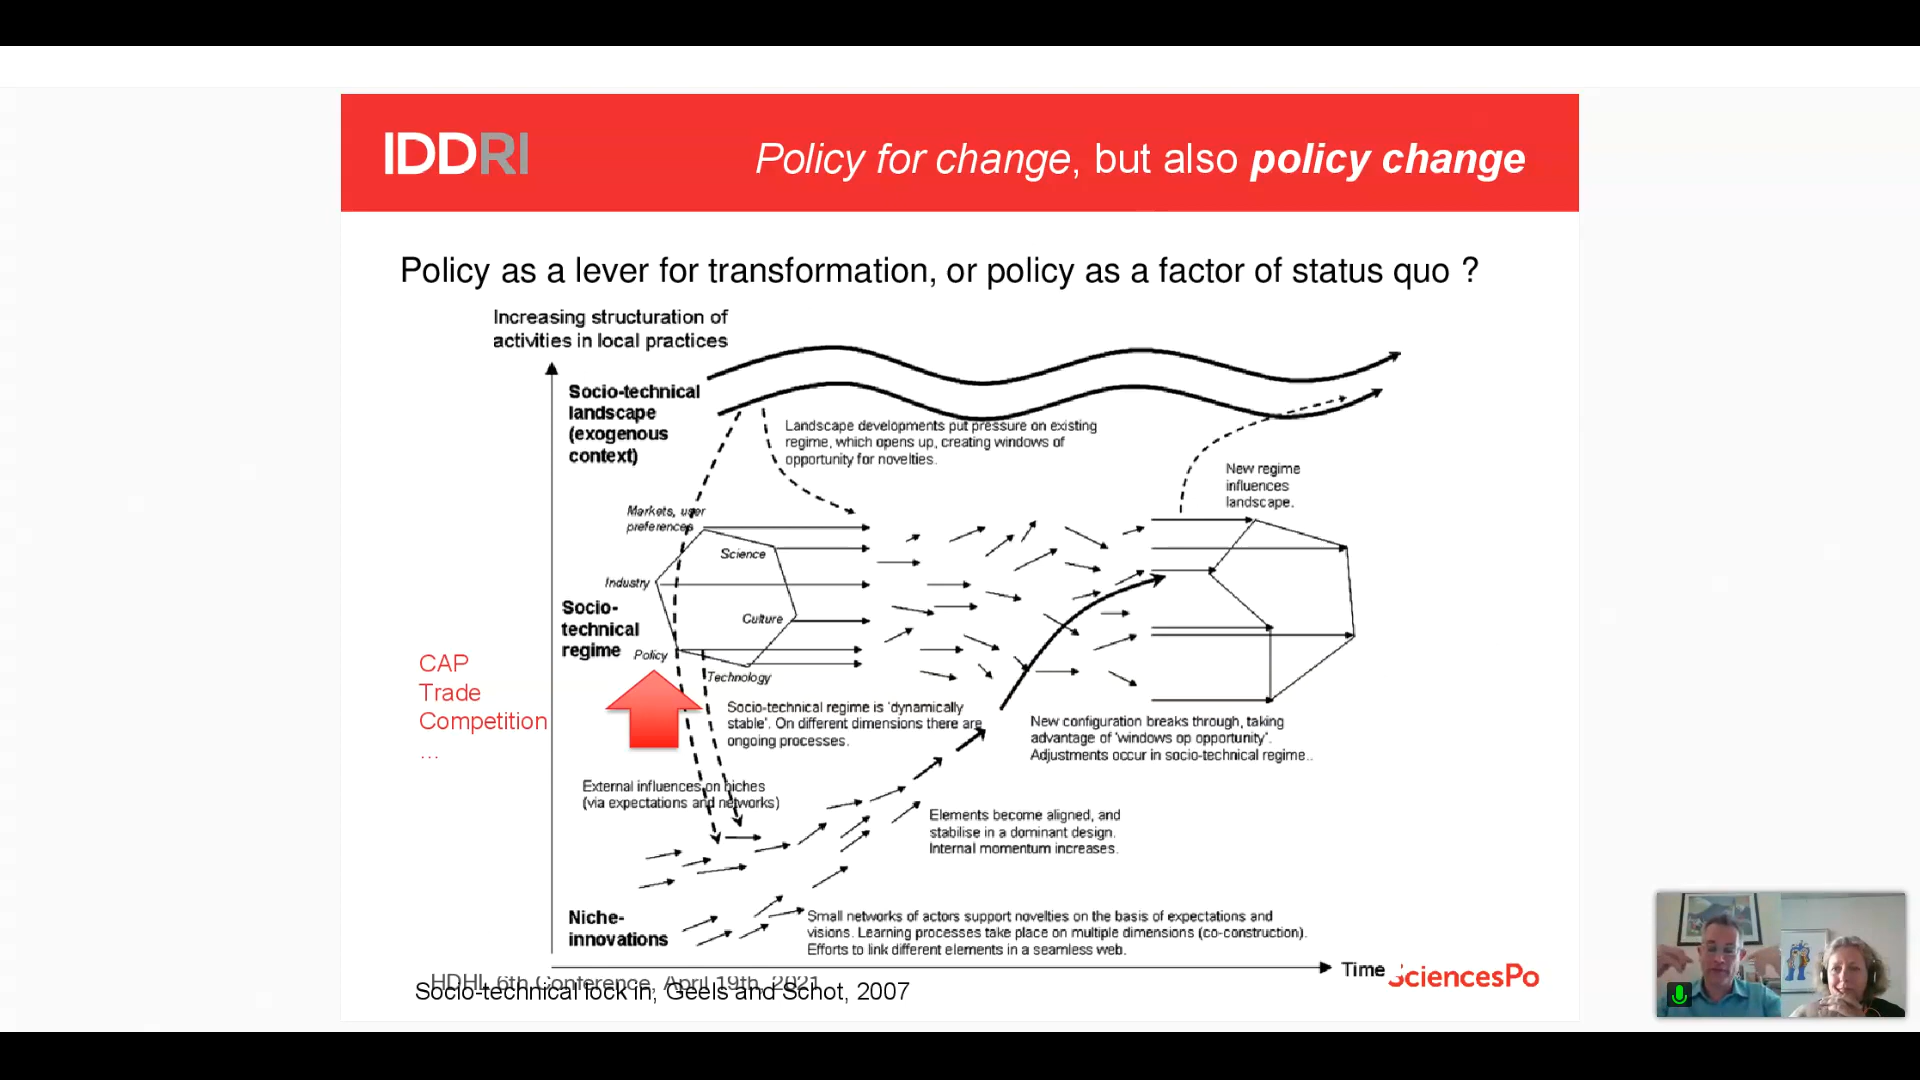 IDDRI
Policy for change, but also policy change
Policy as a lever for transformation, or policy as a factor of status quo ?
Increasing structuration of
activities in local practices
Socio-technical
landscape
(exogenous
context)
Landscape developments put pressure on existing
regime, which opens up, creating windows of
opportunity for novelties.
New regime
influences
landscape.
Markets, user
preferences
Science
Industry
Culture
Socio-
technical
regime
Policy
Technology
CAP
Trade
Competition
...
Socio-technical regime is 'dynamically
stable'. On different dimensions there are
ongoing processes.
New configuration breaks through, taking
advantage of 'windows op opportunity'.
Adjustments occur in socio-technical regime..
External influences on niches
(via expectations and networks)
Elements become aligned, and
stabilise in a dominant design.
Internal momentum increases.
Niche-
innovations
Small networks of actors support novelties on the basis of expectations and
visions. Learning processes take place on multiple dimensions (co-construction).
Efforts to link different elements in a seamless web.
Time
SciencesPo
HDHL 6th Conference, April 19th, 2021
Socio-technical lock in, Geels and Schot, 2007